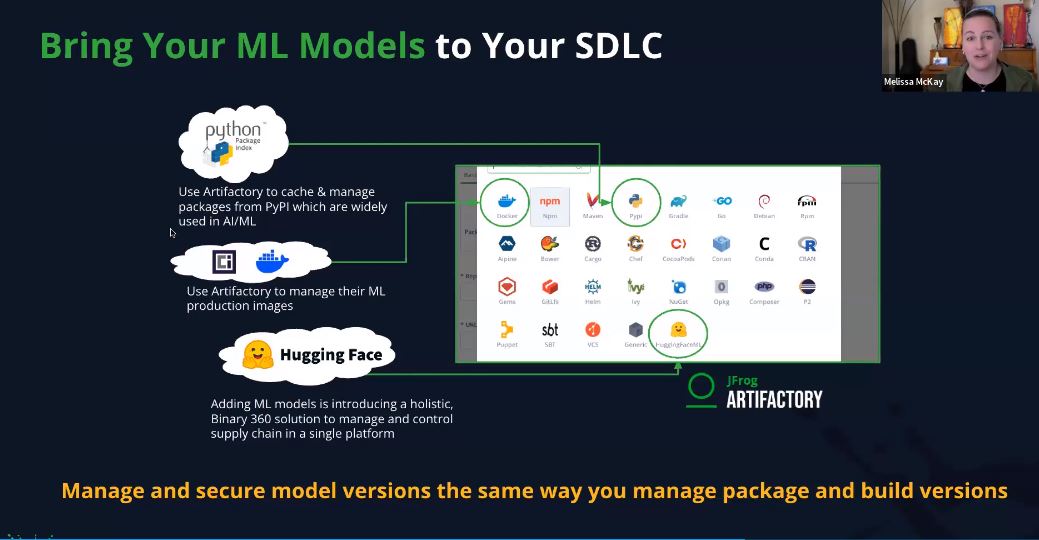 Bring Your ML Models to Your SDLC
Melissa McKay
python
Package
Index
Use Artifactory to cache & manage
packages from PyPI which are widely
used in AI/ML
Use Artifactory to manage their ML
production images
Hugging Face
Adding ML models is introducing a holistic,
Binary 360 solution to manage and control
supply chain in a single platform
Docker npm Npm Maven Pypi Gradle GO Go Debian rpm Rpm
Alpine Bower Cargo Chef CocoaPods Conan C Conda CRAN
Gems GitLfs HELM Helm Ivy NuGet Opkg php Composer P2
Puppet sbt SBT VCS Generic HuggingFaceML
* URL
JFrog
ARTIFACTORY
Manage and secure model versions the same way you manage package and build versions